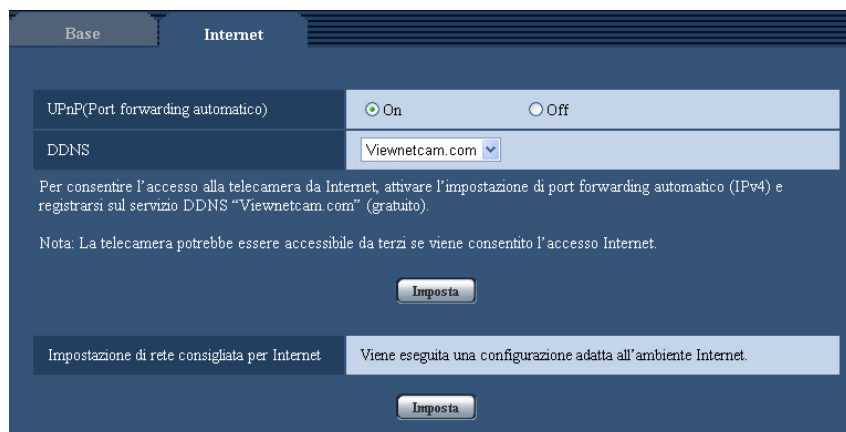 Base
Internet
UPnP(Port forwarding automatico)
On
Off
DDNS
Viewnetcam.com
Per consentire l'accesso alla telecamera da Internet, attivare l'impostazione di port forwarding automatico (IPv4) e
registrarsi sul servizio DDNS “Viewnetcam.com” (gratuito).
Nota: La telecamera potrebbe essere accessibile da terzi se viene consentito l'accesso Internet.
Imposta
Impostazione di rete consigliata per Internet
Viene eseguita una configurazione adatta all'ambiente Internet.
Imposta